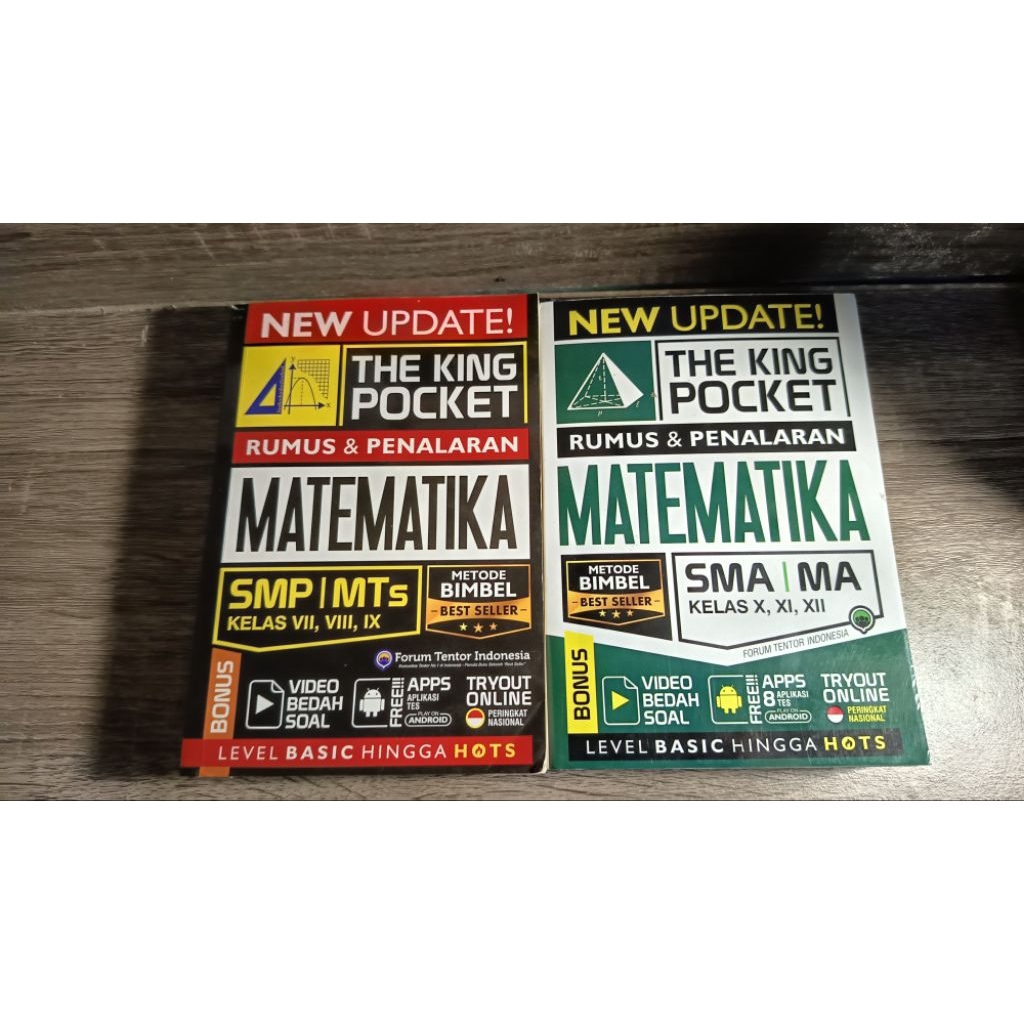 NEW UPDATE!
THE KING
POCKET
RUMUS & PENALARAN
MATEMATIKA
SMP | MTs
KELAS VII, VIII, IX
METODE
BIMBEL
BEST SELLER
Forum Tentor Indonesia
BONUS
VIDEO
BEDAH
SOAL
FREE!!!
APPS
APLIKASI
TES
PLAY ON
ANDROID
TRYOUT
ONLINE
PERINGKAT
NASIONAL
LEVEL BASIC HINGGA HOTS
NEW UPDATE!
THE KING
POCKET
RUMUS & PENALARAN
MATEMATIKA
METODE
BIMBEL
BEST SELLER
SMA | MA
KELAS X, XI, XII
FORUM TENTOR INDONESIA
BONUS
VIDEO
BEDAH
SOAL
FREE!!!
APPS
8 APLIKASI
TES
PLAY ON
ANDROID
TRYOUT
ONLINE
PERINGKAT
NASIONAL
LEVEL BASIC HINGGA HOTS